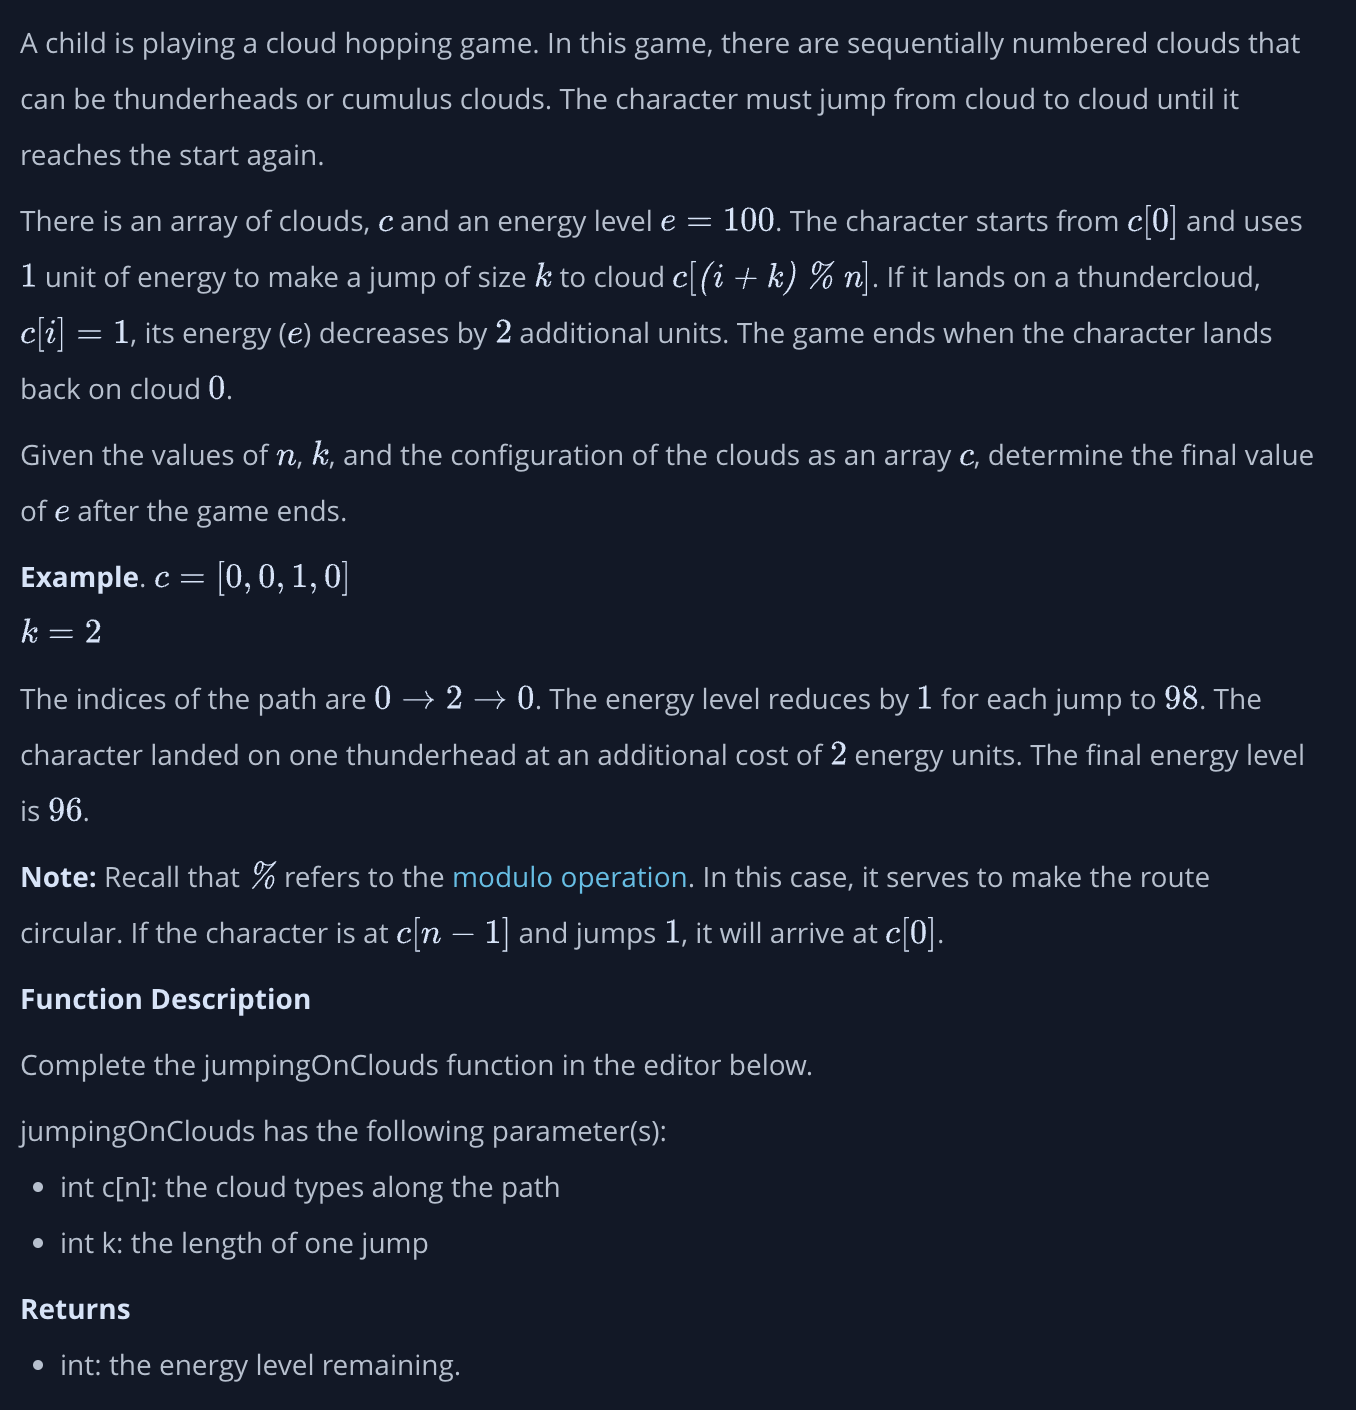 A child is playing a cloud hopping game. In this game, there are sequentially numbered clouds that
can be thunderheads or cumulus clouds. The character must jump from cloud to cloud until it
reaches the start again.
There is an array of clouds, c and an energy level e = 100. The character starts from c[0] and uses
1 unit of energy to make a jump of size k to cloud c[(i + k) % n]. If it lands on a thundercloud,
c[i] = 1, its energy (e) decreases by 2 additional units. The game ends when the character lands
back on cloud 0.
Given the values of n, k, and the configuration of the clouds as an array c, determine the final value
of e after the game ends.
Example. c = [0, 0, 1, 0]
k = 2
The indices of the path are 0 → 2 → 0. The energy level reduces by 1 for each jump to 98. The
character landed on one thunderhead at an additional cost of 2 energy units. The final energy level
is 96.
Note: Recall that % refers to the modulo operation. In this case, it serves to make the route
circular. If the character is at c[n − 1] and jumps 1, it will arrive at c[0].
Function Description
Complete the jumpingOnClouds function in the editor below.
jumpingOnClouds has the following parameter(s):
• int c[n]: the cloud types along the path
• int k: the length of one jump
Returns
• int: the energy level remaining.